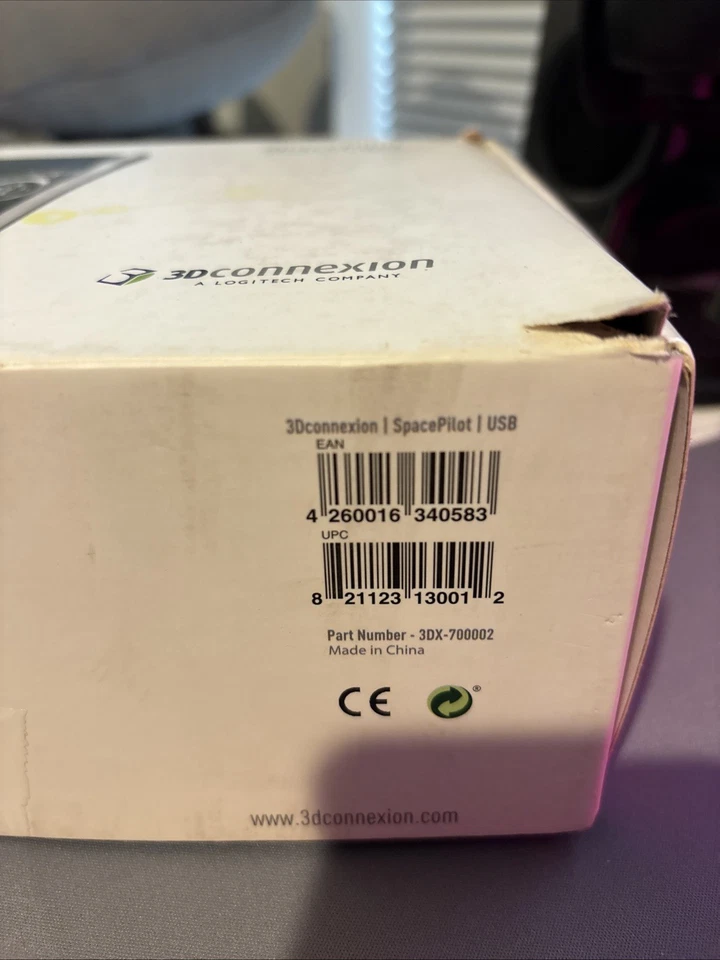 3Dconnexion
A LOGITECH COMPANY
3Dconnexion | SpacePilot | USB
EAN
4 260016 340583
UPC
8 21123 13001 2
Part Number - 3DX-700002
Made in China
CE ®
www.3dconnexion.com